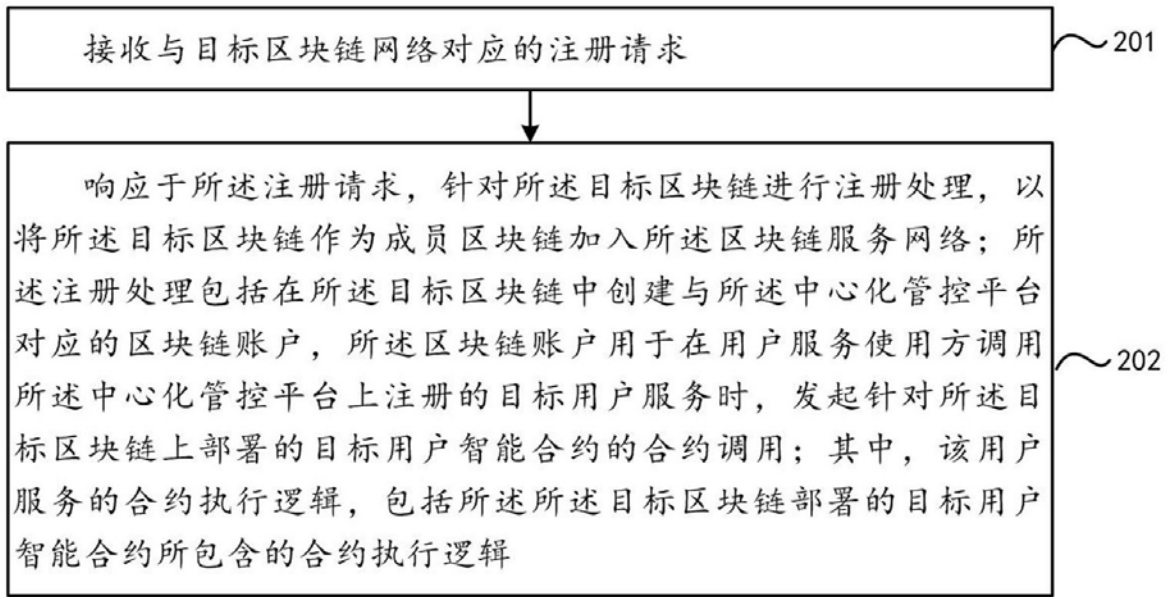 接收与目标区块链网络对应的注册请求
201
响应于所述注册请求，针对所述目标区块链进行注册处理，以
将所述目标区块链作为成员区块链加入所述区块链服务网络；所
述注册处理包括在所述目标区块链中创建与所述中心化管控平台
对应的区块链账户，所述区块链账户用于在用户服务使用方调用
所述中心化管控平台上注册的目标用户服务时，发起针对所述目
标区块链上部署的目标用户智能合约的合约调用；其中，该用户
服务的合约执行逻辑，包括所述所述目标区块链部署的目标用户
智能合约所包含的合约执行逻辑
202